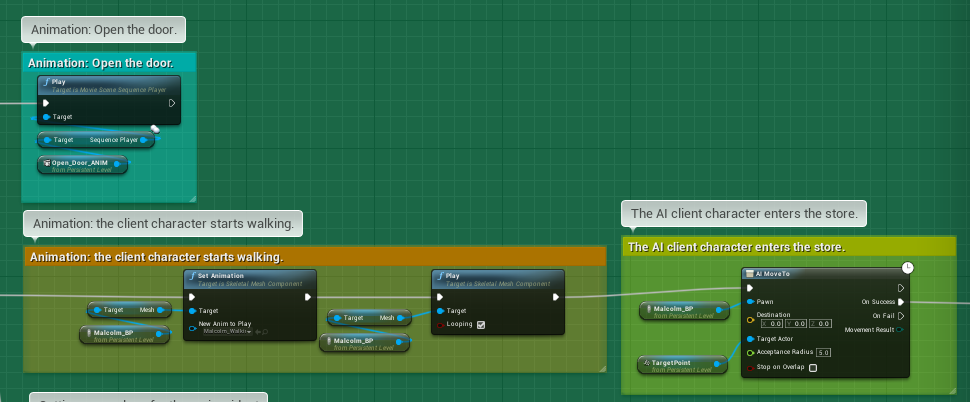 Animation: Open the door.
Animation: Open the door.
Play
Target is Movie Scene Sequence Player
Target
Target Sequence Player
Open_Door_ANIM
from Persistent Level
Animation: the client character starts walking.
Animation: the client character starts walking.
Set Animation
Target is Skeletal Mesh Component
Target Mesh
Target
New Anim to Play
Malcolm_BP
from Persistent Level
Play
Target is Skeletal Mesh Component
Target Mesh
Target
Looping
Malcolm_BP
from Persistent Level
The AI client character enters the store.
The AI client character enters the store.
AI MoveTo
Pawn
On Success
Malcolm_BP
from Persistent Level
Destination
X 0.0 Y 0.0 Z 0.0
On Fail
Movement Result
Target Actor
Acceptance Radius 5.0
Stop on Overlap
TargetPoint
from Persistent Level